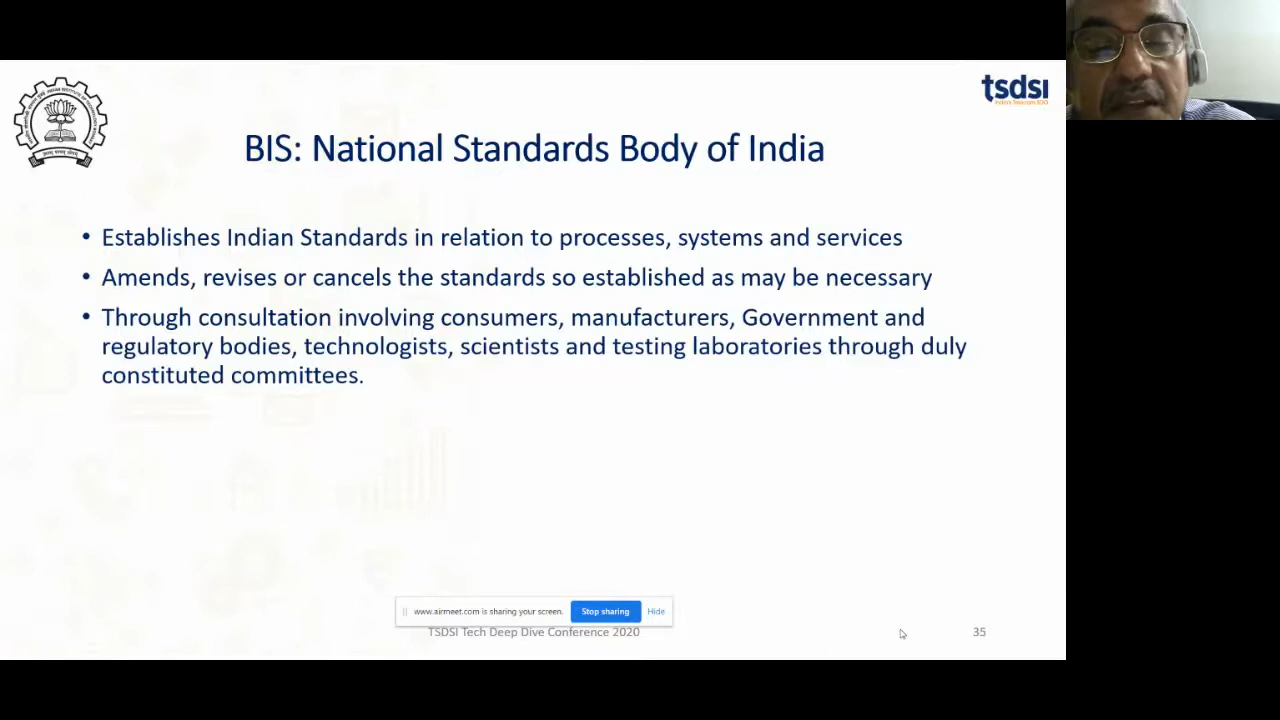 tsdsi
India's Telecom SDO
BIS: National Standards Body of India
• Establishes Indian Standards in relation to processes, systems and services
• Amends, revises or cancels the standards so established as may be necessary
• Through consultation involving consumers, manufacturers, Government and
regulatory bodies, technologists, scientists and testing laboratories through duly
constituted committees.
www.airmeet.com is sharing your screen. Stop sharing Hide
TSDSI Tech Deep Dive Conference 2020 35